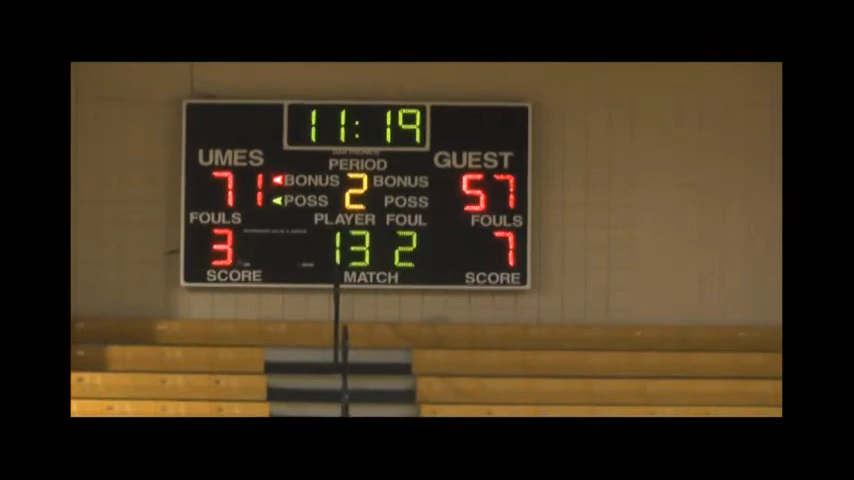 11:19
PERIOD
UMES GUEST
71 BONUS 2 BONUS 57
POSS POSS
FOULS PLAYER FOUL FOULS
3 13 2 7
SCORE MATCH SCORE